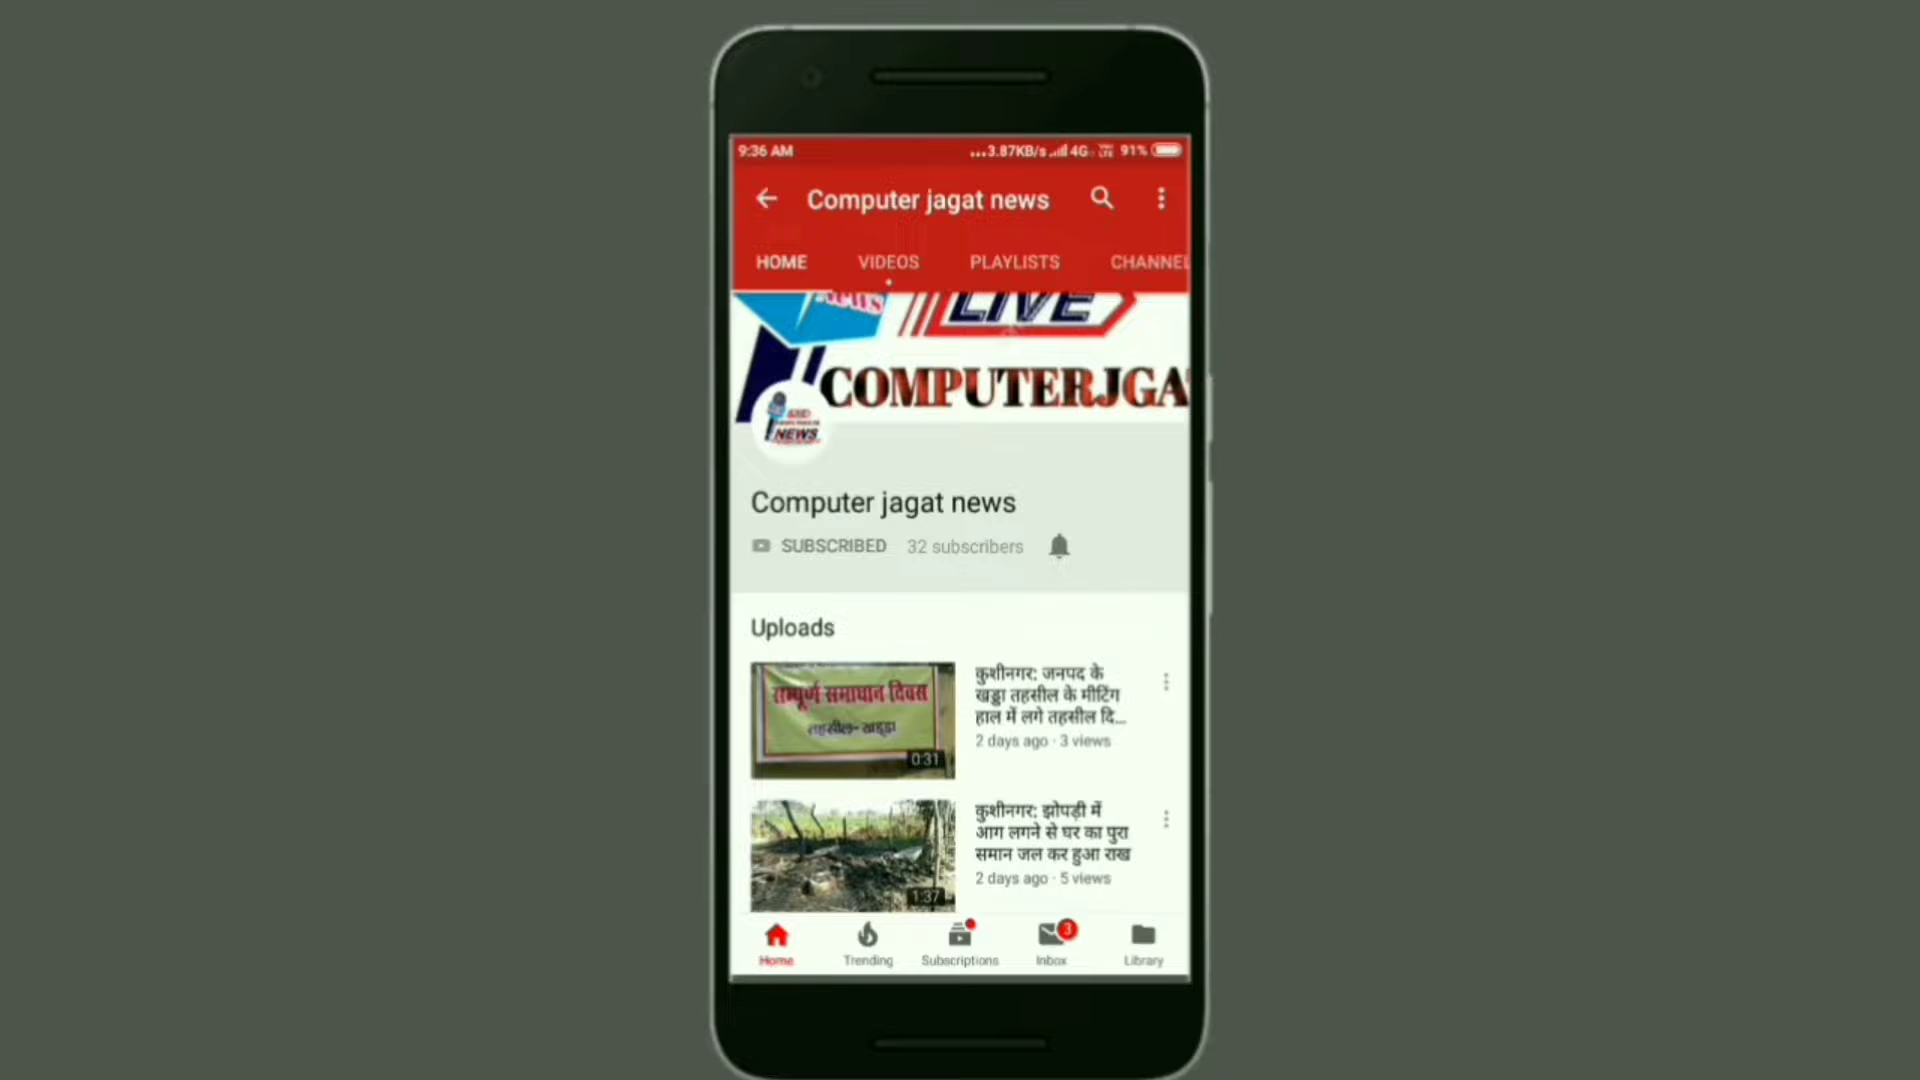 9:36 AM
...3.87KB/s 4G VoLTE 91%
Computer jagat news
HOME VIDEOS PLAYLISTS CHANNEL
NEWS LIVE
COMPUTERJGA
NEWS
Computer jagat news
SUBSCRIBED 32 subscribers
Uploads
सम्पूर्ण समाधान दिवस
तहसील- खड्डा
0:31
कुशीनगर: जनपद के
खड्डा तहसील के मीटिंग
हाल में लगे तहसील दि...
2 days ago · 3 views
1:37
कुशीनगर: झोपड़ी में
आग लगने से घर का पुरा
समान जल कर हुआ राख
2 days ago · 5 views
3
Home Trending Subscriptions Inbox Library